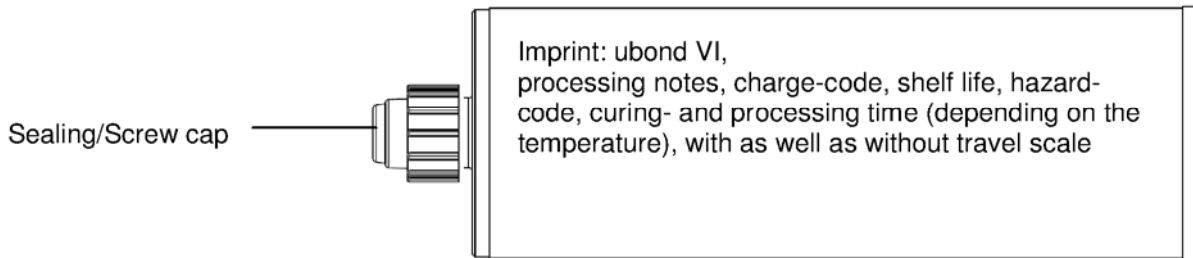 Imprint: ubond VI,
processing notes, charge-code, shelf life, hazard-
code, curing- and processing time (depending on the
temperature), with as well as without travel scale
Sealing/Screw cap